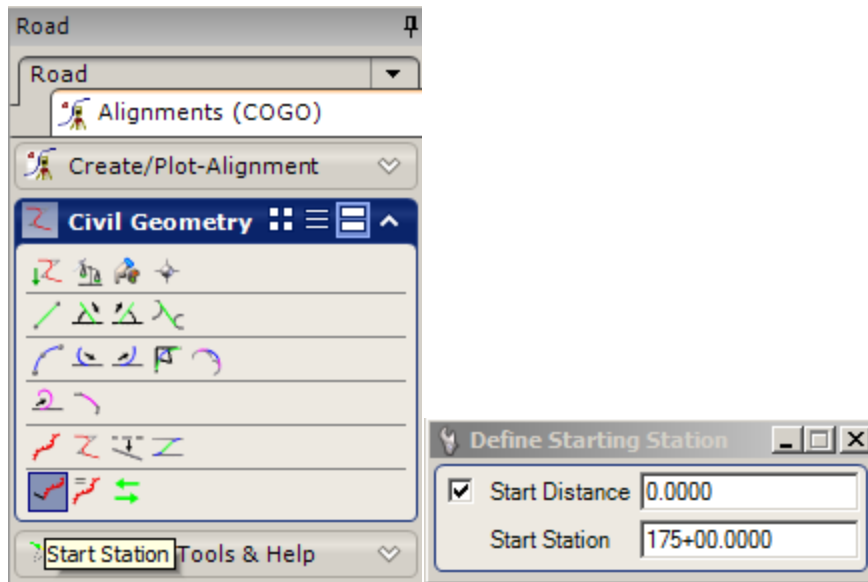 Road
Road
Alignments (COGO)
Create/Plot-Alignment
Civil Geometry
Start Station Tools & Help
Define Starting Station
Start Distance 0.0000
Start Station 175+00.0000